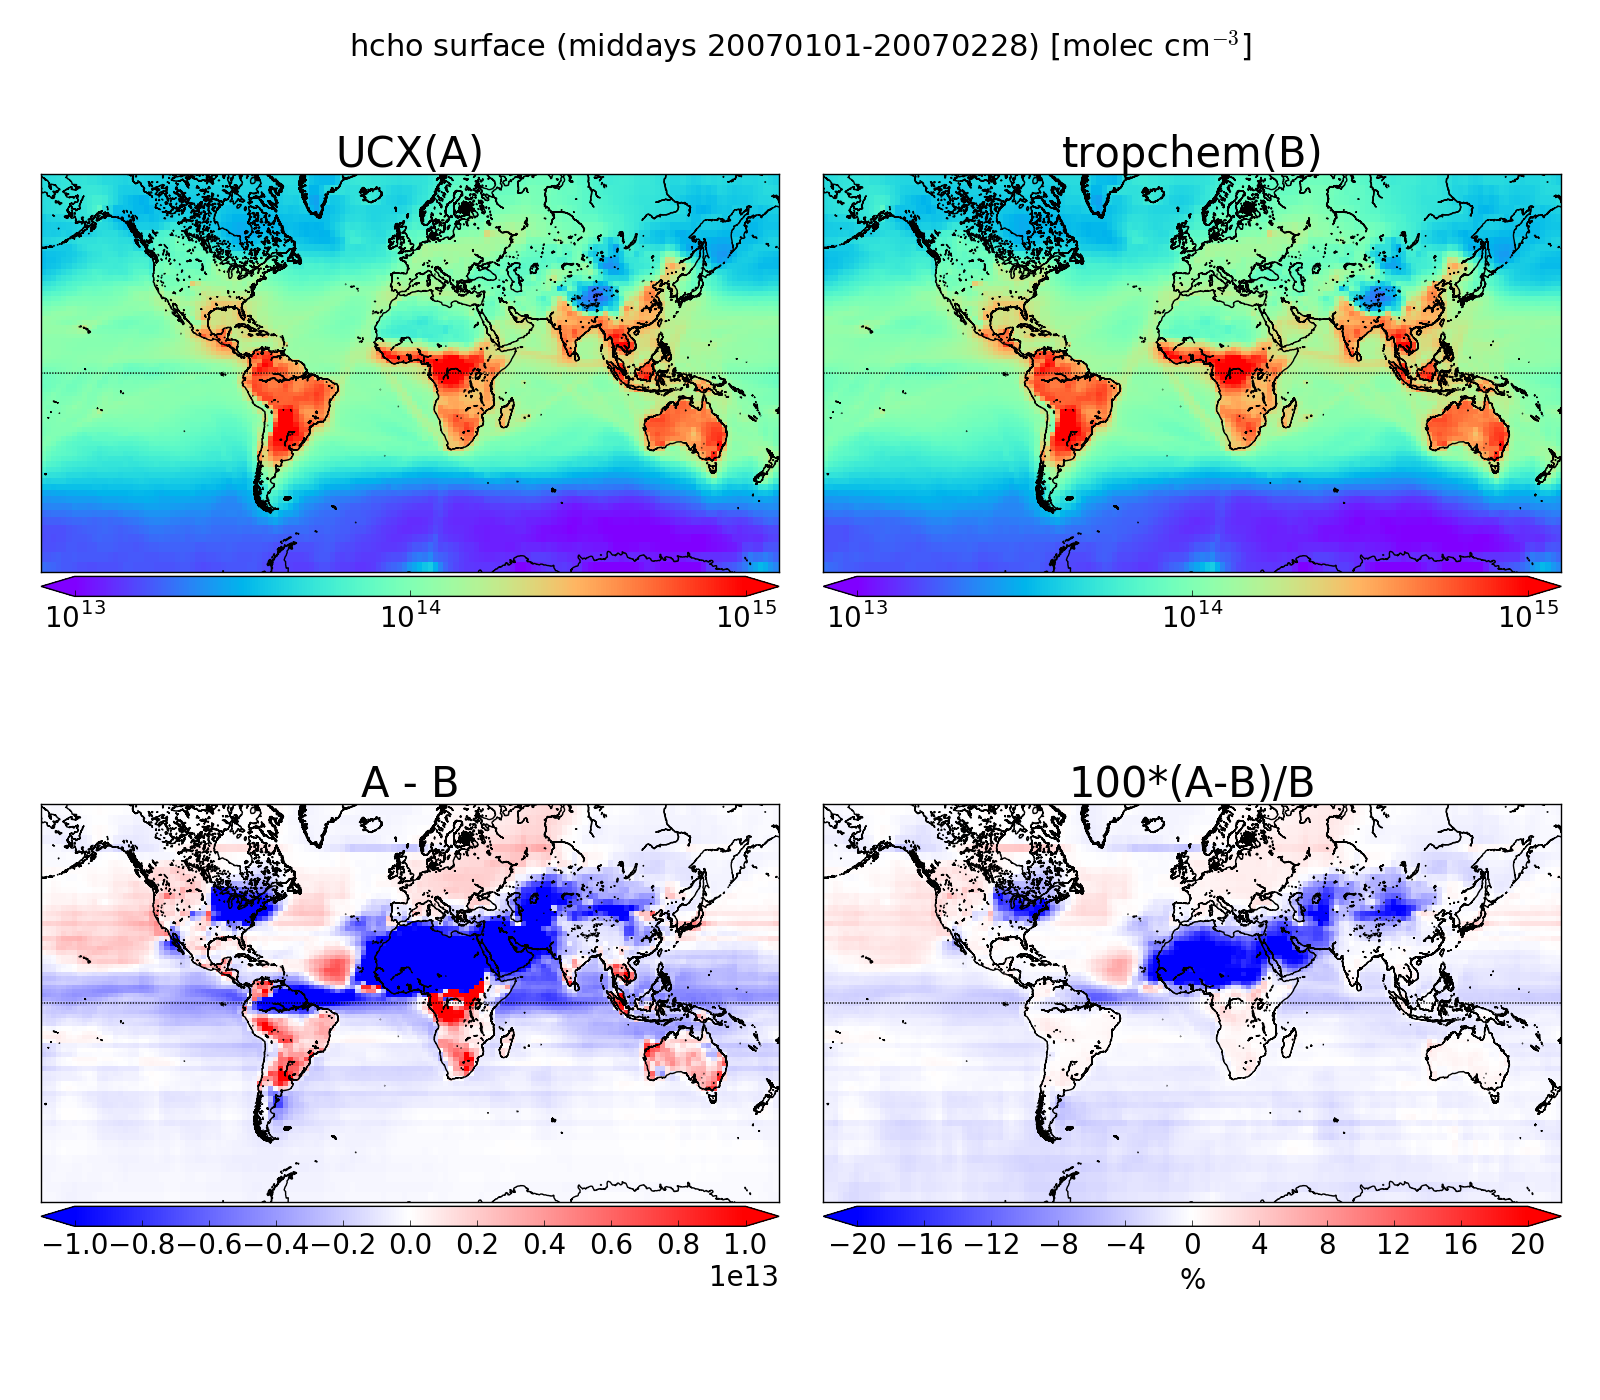 hcho surface (middays 20070101-20070228) [molec cm⁻³]
UCX(A)
tropchem(B)
10¹³ 10¹⁴ 10¹⁵
10¹³ 10¹⁴ 10¹⁵
A - B
100*(A-B)/B
−1.0 −0.8 −0.6 −0.4 −0.2 0.0 0.2 0.4 0.6 0.8 1.0
1e13
−20 −16 −12 −8 −4 0 4 8 12 16 20
%